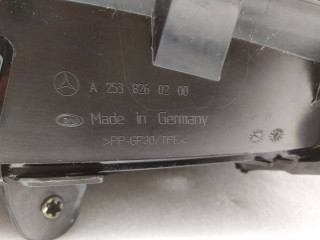 A 253 826 02 00
Made in Germany
>PP-GF30/TPE<